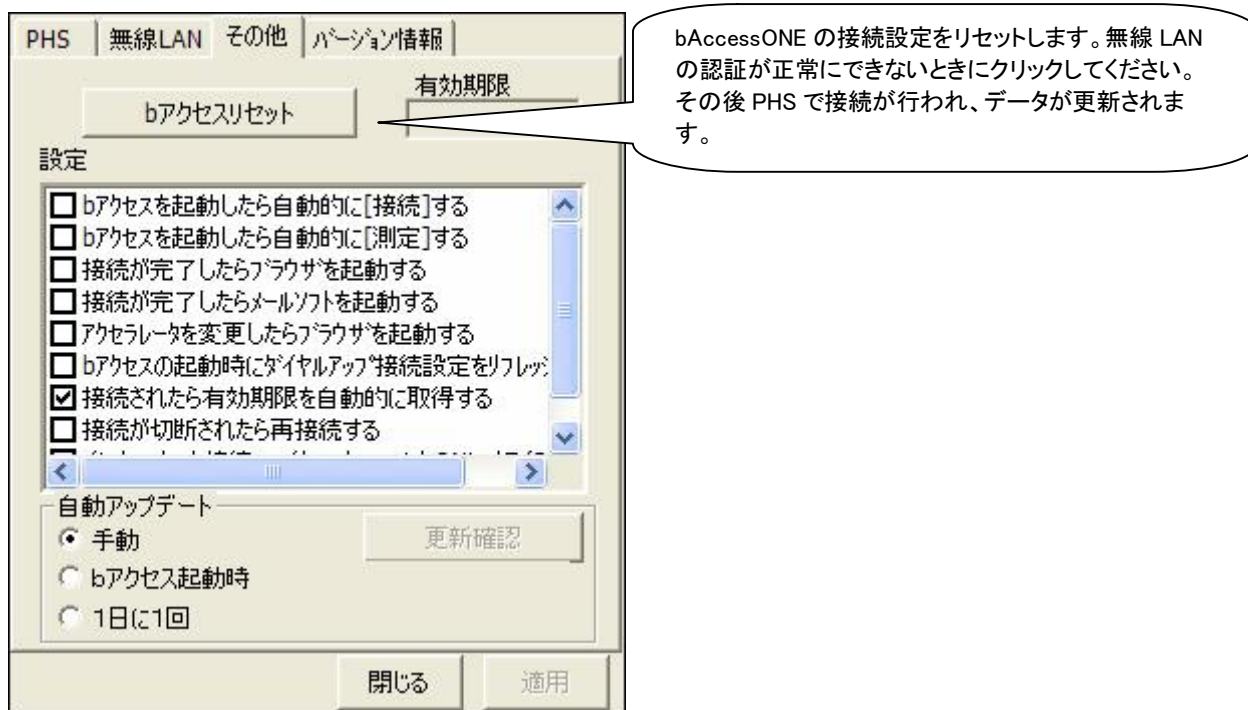 PHS 無線LAN その他 バージョン情報
bAccessONE の接続設定をリセットします。無線 LAN
の認証が正常にできないときにクリックしてください。
その後 PHS で接続が行われ、データが更新されま
す。
有効期限
bアクセスリセット
設定
bアクセスを起動したら自動的に[接続]する
bアクセスを起動したら自動的に[測定]する
接続が完了したらブラウザを起動する
接続が完了したらメールソフトを起動する
アクセラレータを変更したらブラウザを起動する
bアクセスの起動時にダイヤルアップ接続設定をリフレッシ
接続されたら有効期限を自動的に取得する
接続が切断されたら再接続する
自動アップデート
手動
更新確認
bアクセス起動時
1日に1回
閉じる 適用